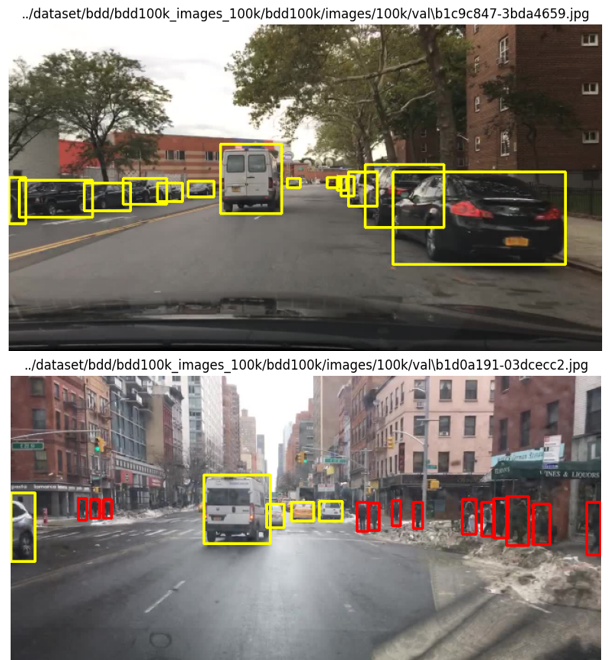 ../dataset/bdd/bdd100k_images_100k/bdd100k/images/100k/val\b1c9c847-3bda4659.jpg
../dataset/bdd/bdd100k_images_100k/bdd100k/images/100k/val\b1d0a191-03dcecc2.jpg
WINES & LIQUORS